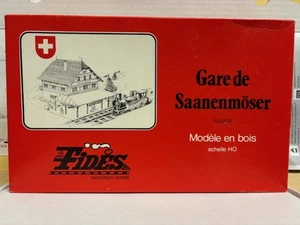 Gare de
Saanenmöser
Modèle en bois
échelle HO
FIDES